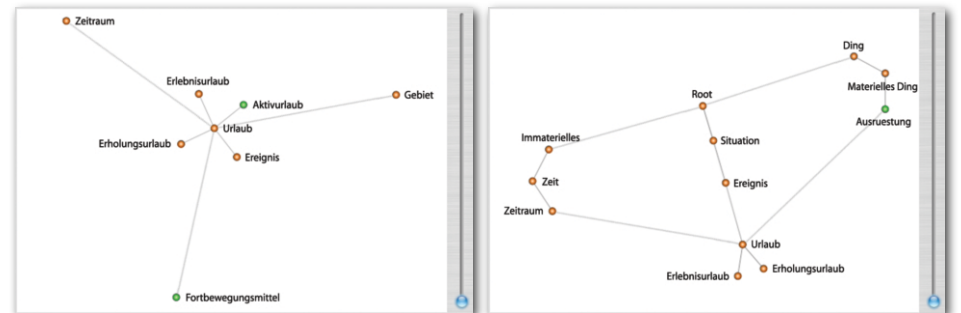 Zeitraum
Erlebnisurlaub
Aktivurlaub
Gebiet
Urlaub
Erholungsurlaub
Ereignis
Fortbewegungsmittel
Ding
Materielles Ding
Root
Ausruestung
Immaterielles
Situation
Zeit
Ereignis
Zeitraum
Urlaub
Erholungsurlaub
Erlebnisurlaub